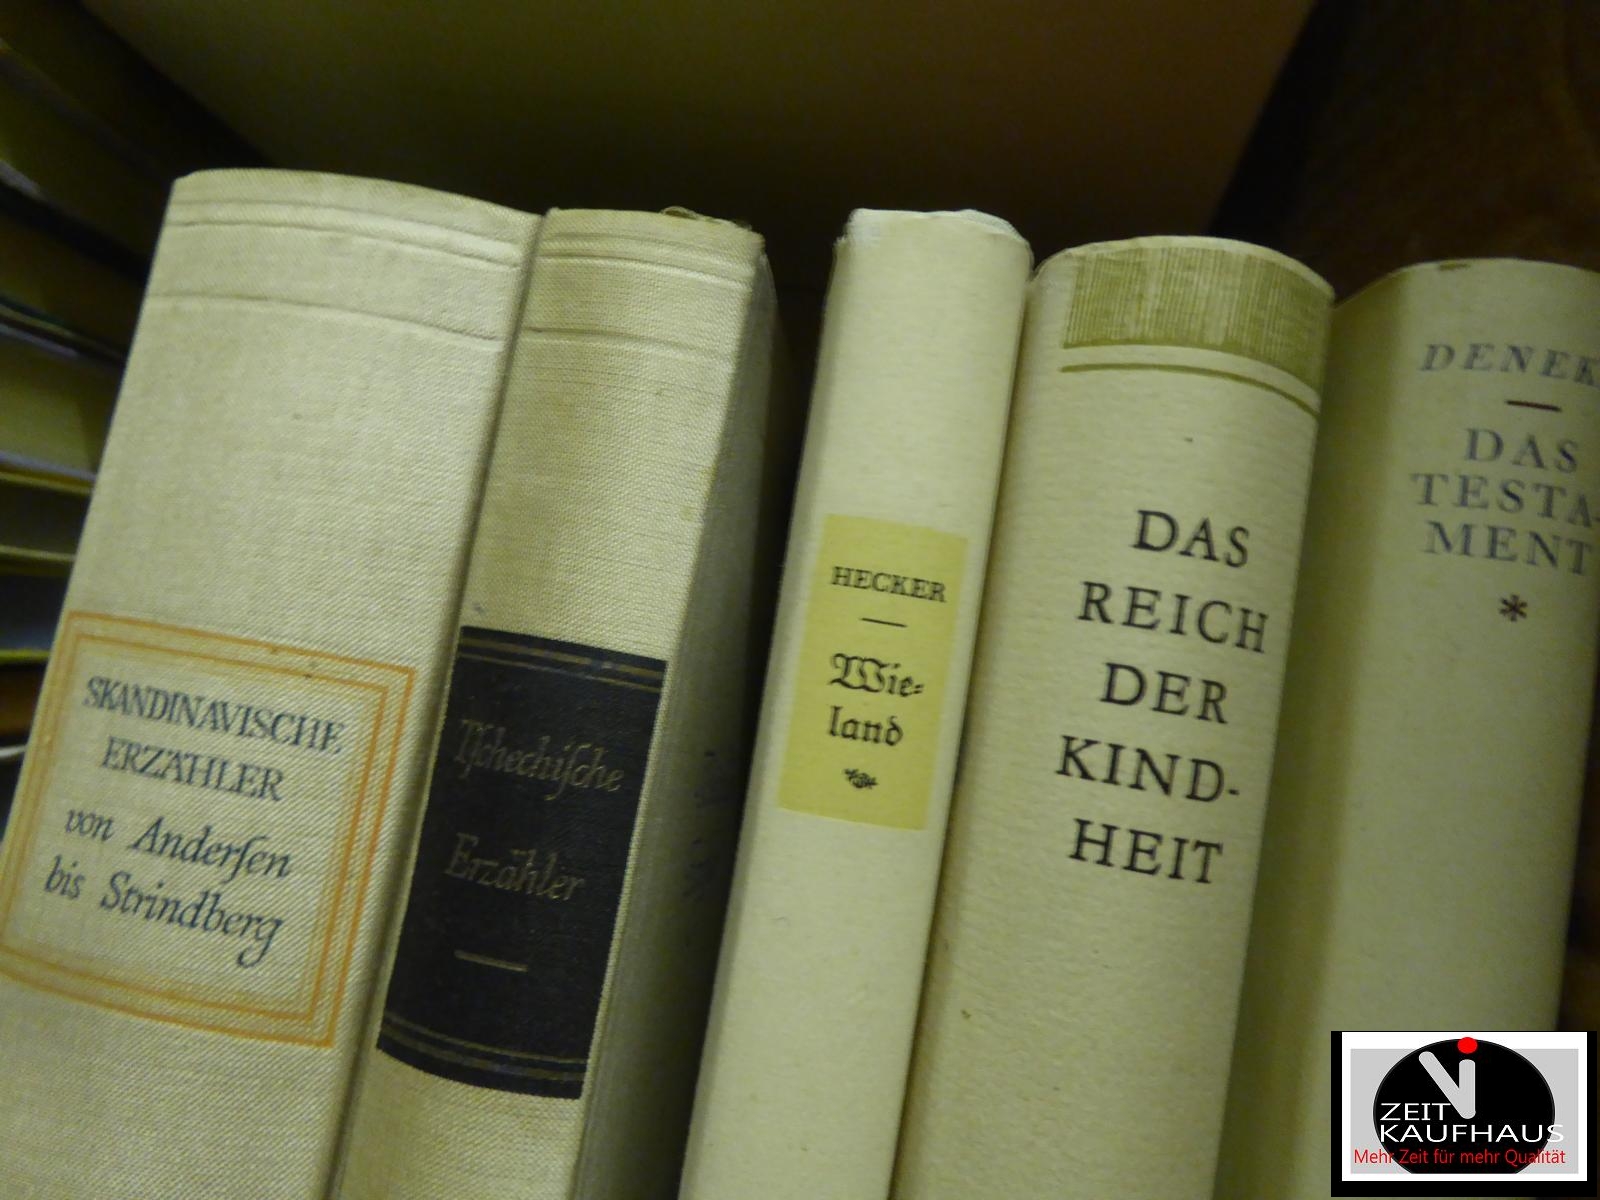 SKANDINAVISCHE
ERZÄHLER
von Anderſen
bis Strindberg
Tſchechiſche
Erzähler
HECKER
Wie⸗
land
DAS
REICH
DER
KIND-
HEIT
DENEK
DAS
TESTA-
MENT
*
ZEIT
KAUFHAUS
Mehr Zeit für mehr Qualität